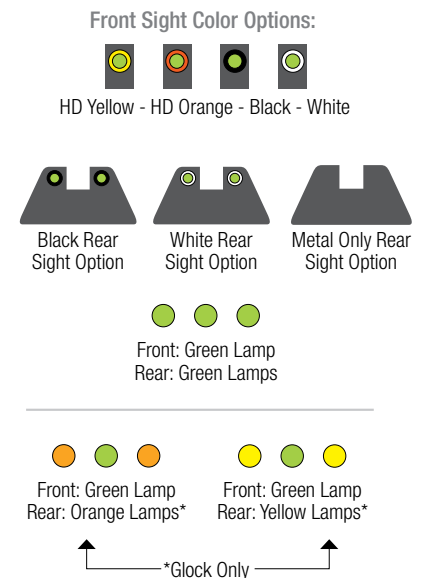 Front Sight Color Options:
HD Yellow - HD Orange - Black - White
Black Rear
Sight Option
White Rear
Sight Option
Metal Only Rear
Sight Option
Front: Green Lamp
Rear: Green Lamps
Front: Green Lamp
Rear: Orange Lamps*
Front: Green Lamp
Rear: Yellow Lamps*
*Glock Only